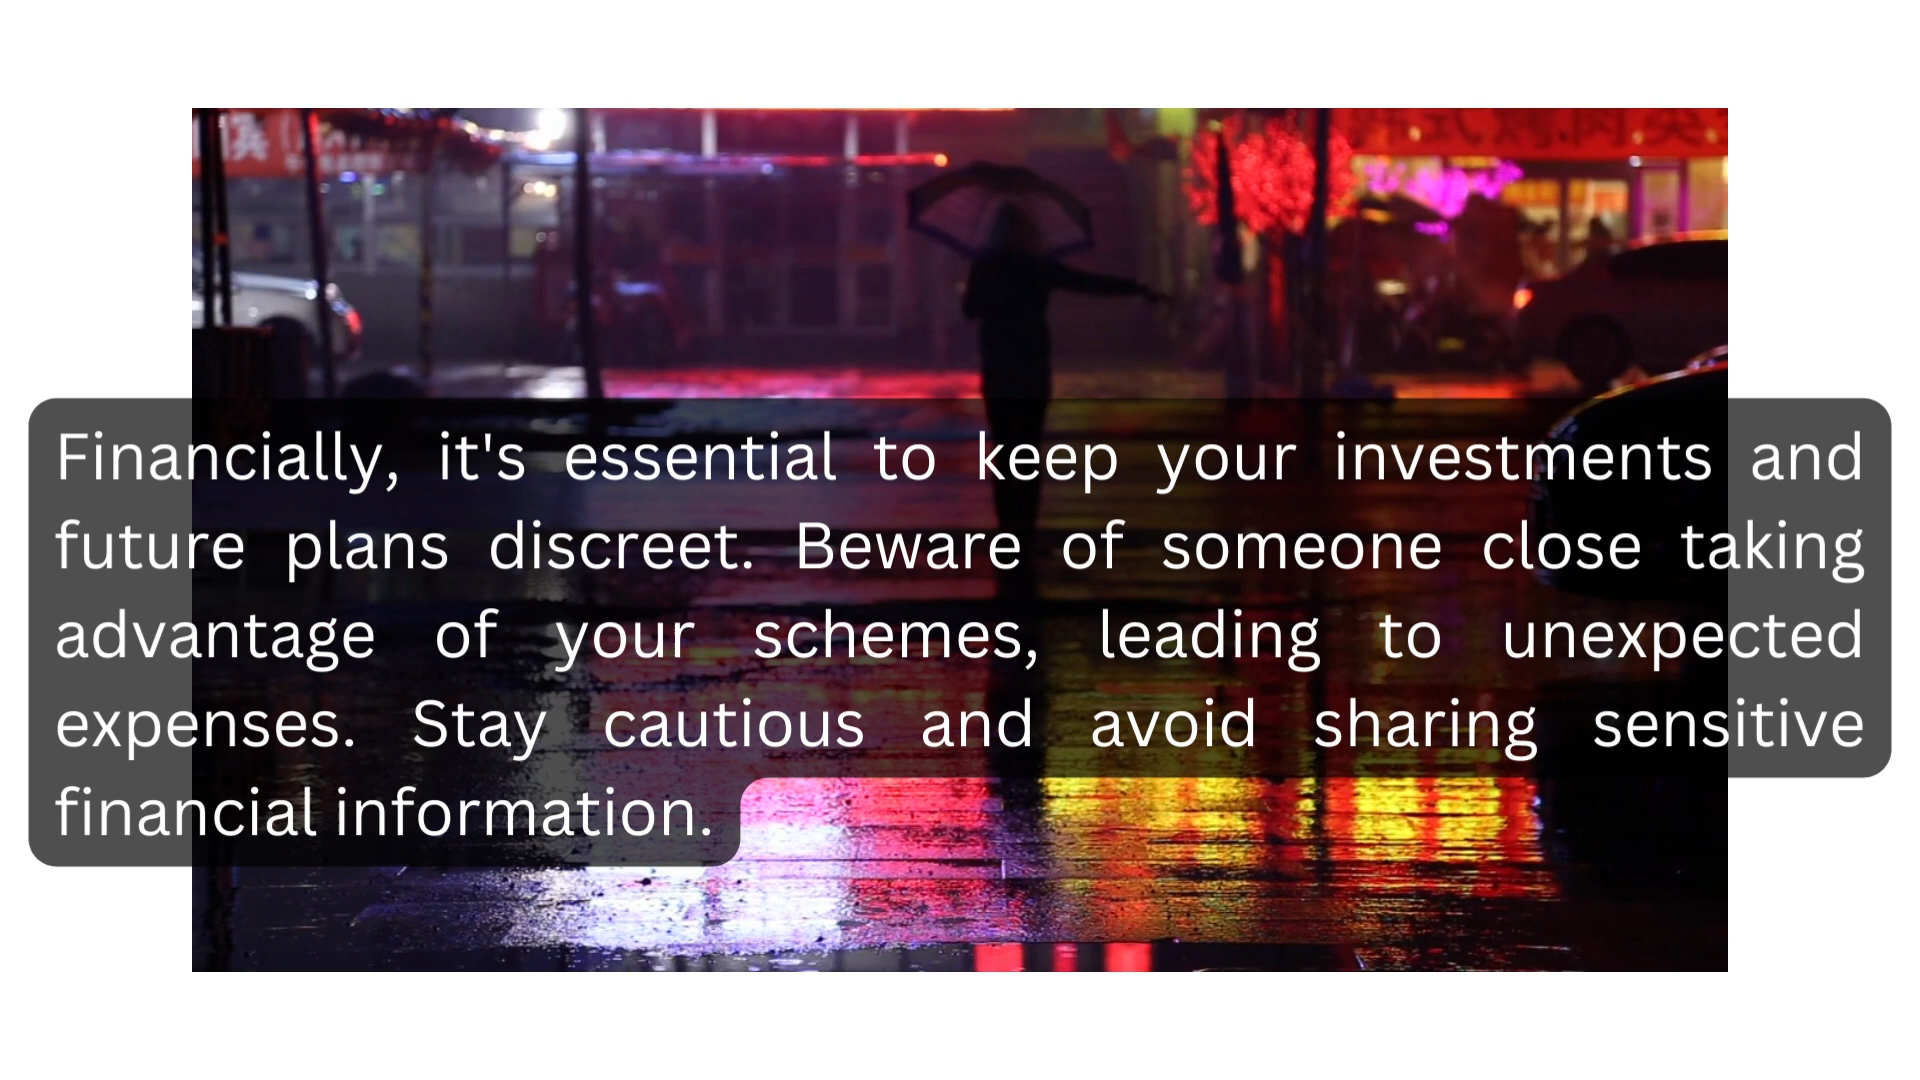 Financially, it's essential to keep your investments and
future plans discreet. Beware of someone close taking
advantage of your schemes, leading to unexpected
expenses. Stay cautious and avoid sharing sensitive
financial information.